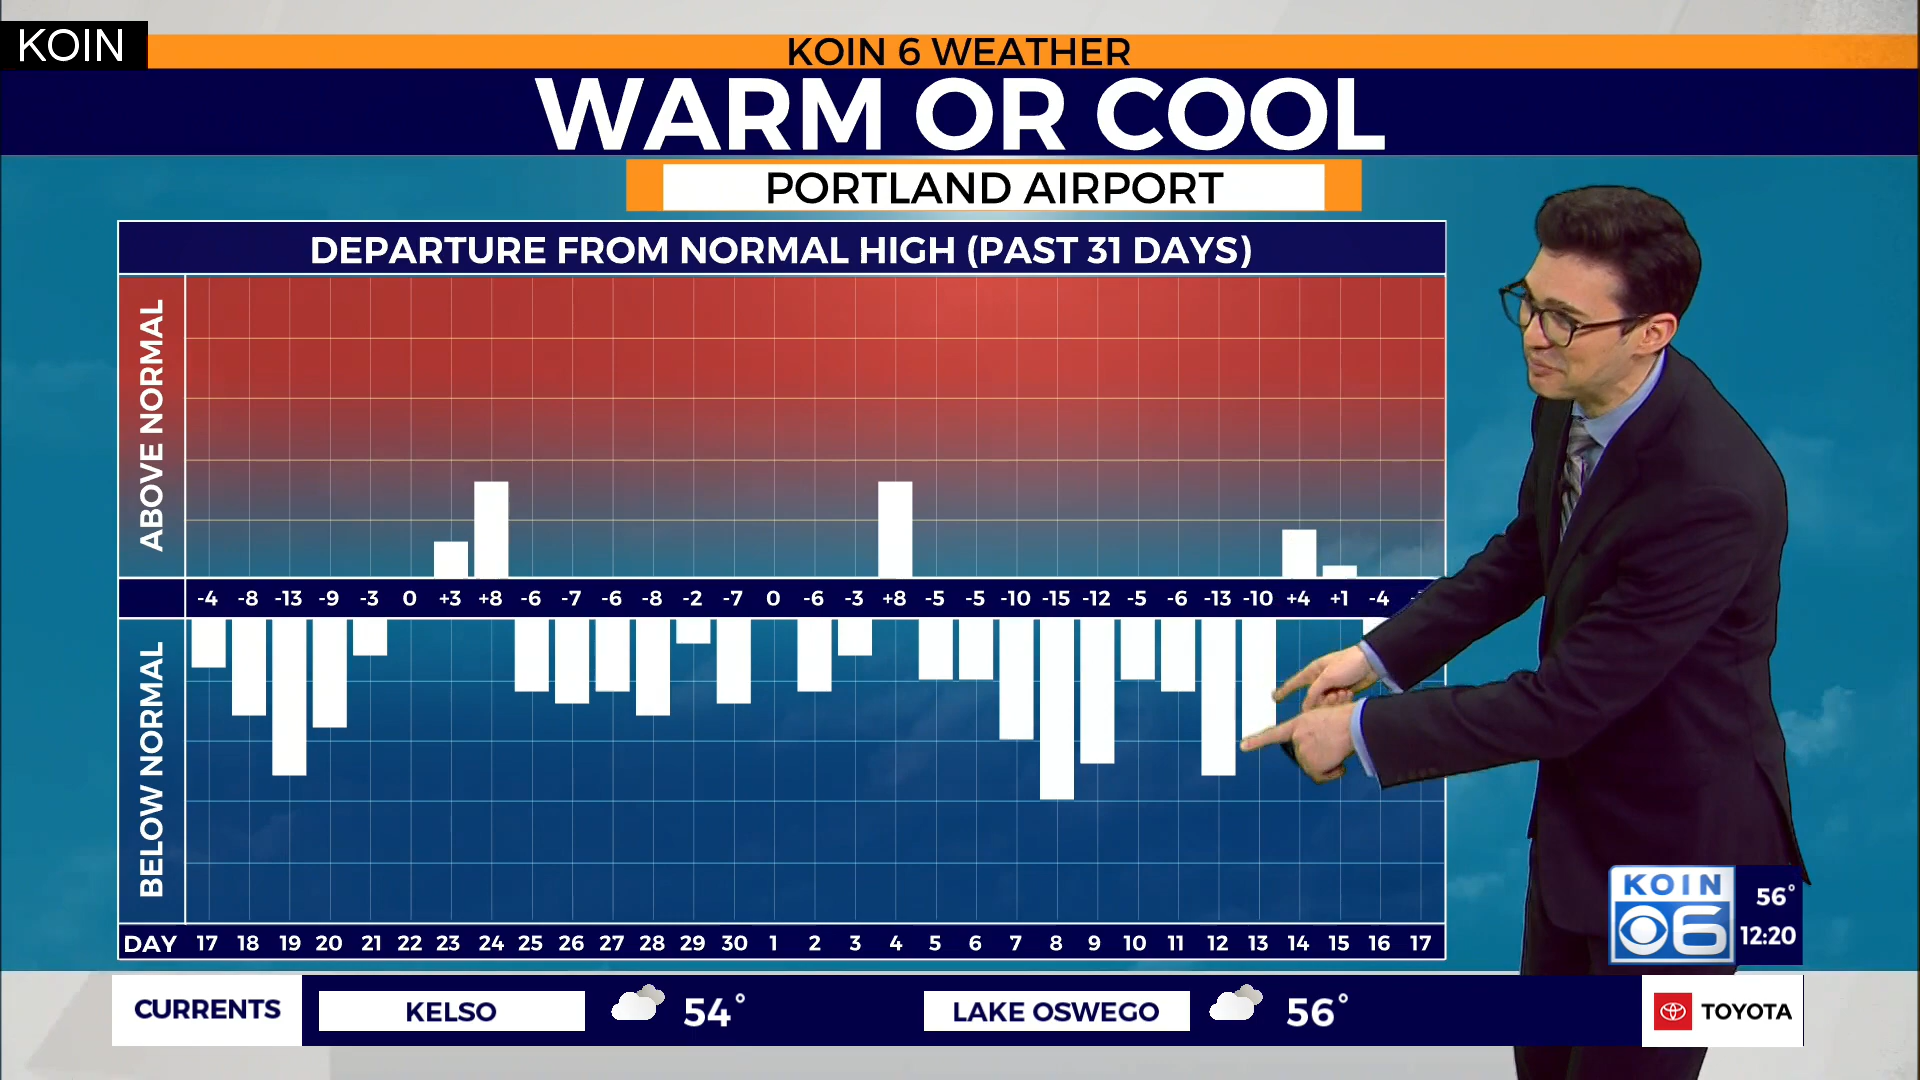 KOIN
KOIN 6 WEATHER
WARM OR COOL
PORTLAND AIRPORT
DEPARTURE FROM NORMAL HIGH (PAST 31 DAYS)
ABOVE NORMAL
-4 -8 -13 -9 -3 0 +3 +8 -6 -7 -6 -8 -2 -7 0 -6 -3 +8 -5 -5 -10 -15 -12 -5 -6 -13 -10 +4 +1 -4
BELOW NORMAL
DAY 17 18 19 20 21 22 23 24 25 26 27 28 29 30 1 2 3 4 5 6 7 8 9 10 11 12 13 14 15 16 17
KOIN
6
56°
12:20
CURRENTS KELSO 54° LAKE OSWEGO 56° TOYOTA